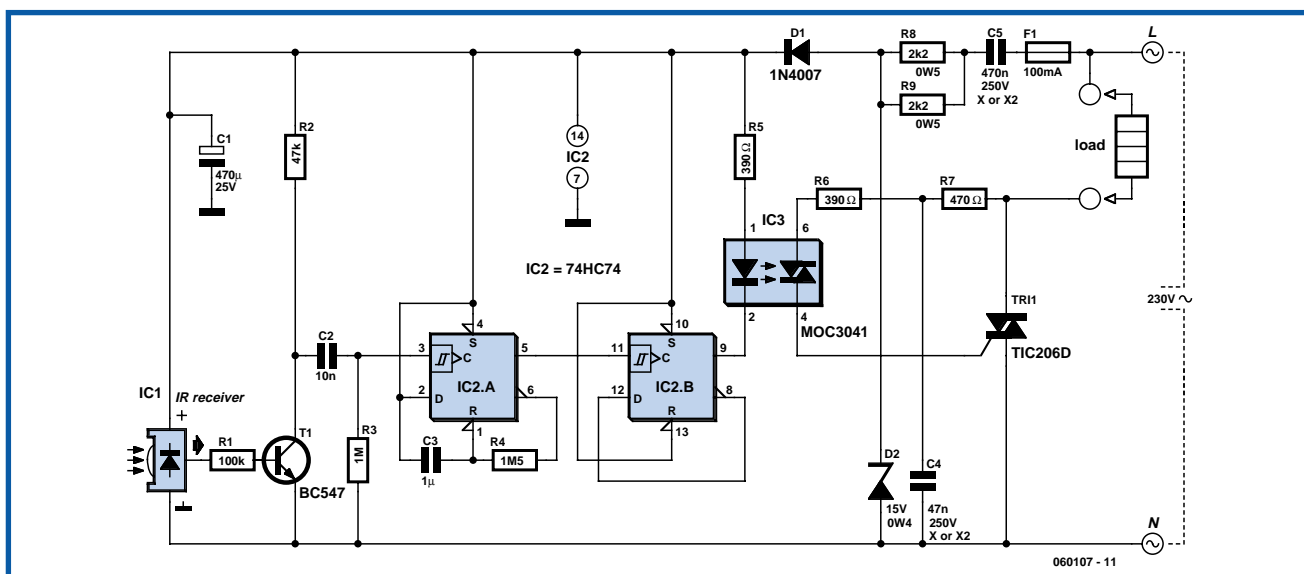 D1
1N4007
R8
2k2
0W5
R9
2k2
0W5
C5
470n
250V
X or X2
F1
100mA
L
C1
470µ
25V
R2
47k
14
IC2
7
R5
390 Ω
load
R6
390 Ω
R7
470 Ω
IC3
1
6
2
4
MOC3041
IC2 = 74HC74
230V
TRI1
TIC206D
C2
10n
3
4
S
C
5
2
D
IC2.A
6
R
1
11
10
S
C
9
12
D
IC2.B
8
R
13
IC1
IR receiver
+
R1
100k
T1
BC547
R3
1M
C3
1µ
R4
1M5
D2
15V
0W4
C4
47n
250V
X or X2
N
060107 - 11